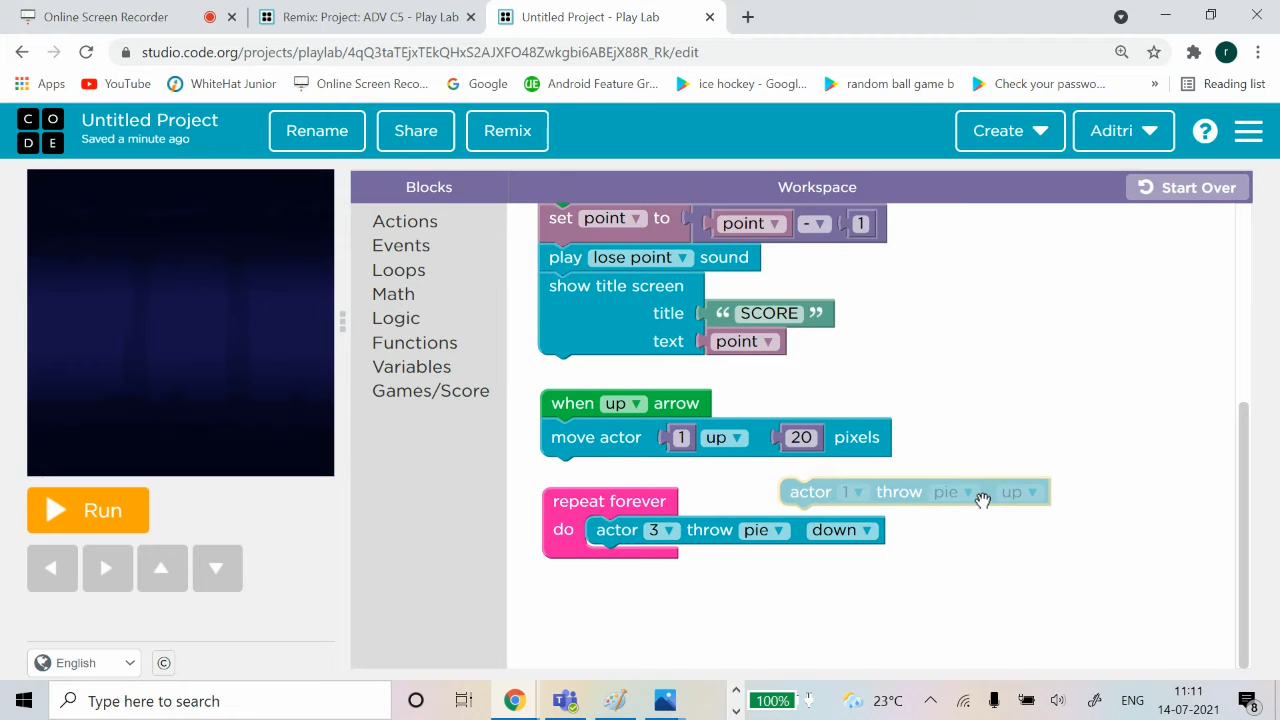 Online Screen Recorder
Remix: Project: ADV C5 - Play Lab
Untitled Project - Play Lab
studio.code.org/projects/playlab/4qQ3taTEjxTEkQHxS2AJXFO48Zwkgbi6ABEjX88R_Rk/edit
r
Apps
YouTube
WhiteHat Junior
Online Screen Reco...
Google
UE
Android Feature Gr...
ice hockey - Googl...
random ball game b
Check your passwo...
»
Reading list
C O
D E
Untitled Project
Saved a minute ago
Rename
Share
Remix
Create
Aditri
?
Blocks
Workspace
Start Over
Actions
Events
Loops
Math
Logic
Functions
Variables
Games/Score
set point to point - 1
play lose point sound
show title screen
title “ SCORE ”
text point
when up arrow
move actor 1 up 20 pixels
actor 1 throw pie up
repeat forever
do actor 3 throw pie down
Run
English
©
Type here to search
100%
23°C
ENG
11:11
14-07-2021
8